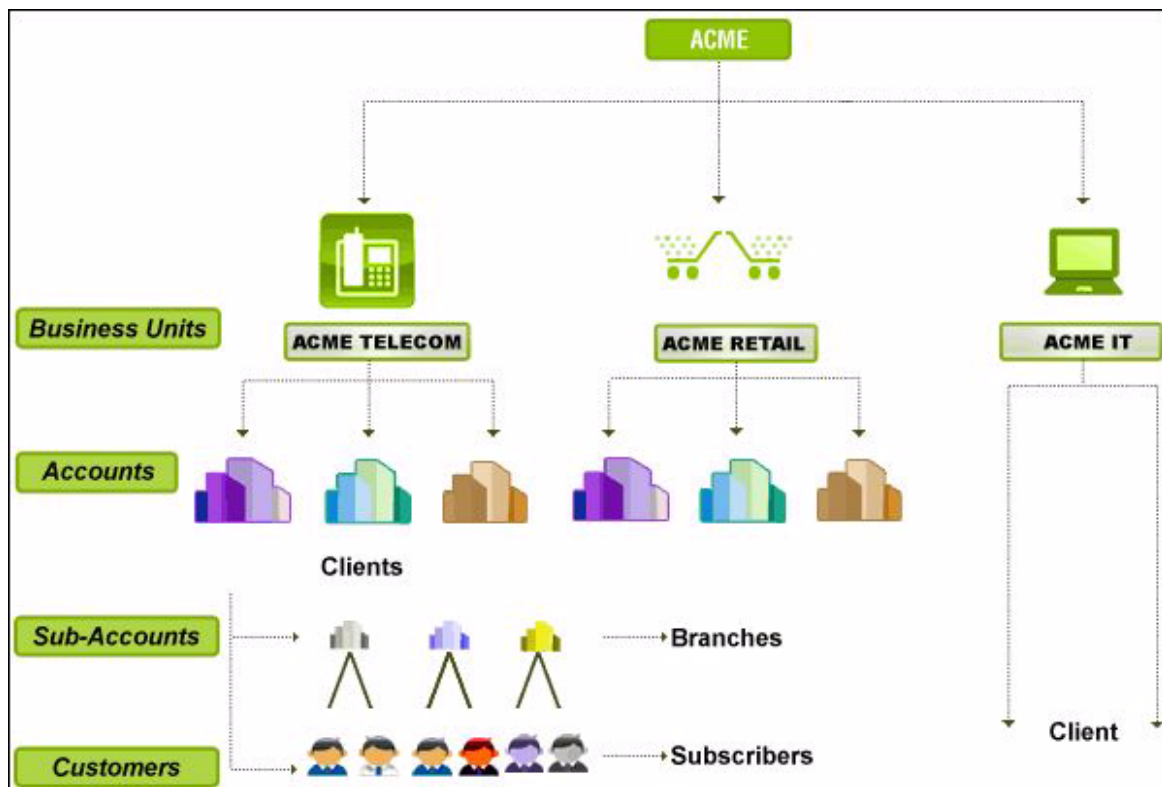 ACME
Business Units
ACME TELECOM
ACME RETAIL
ACME IT
Accounts
Clients
Sub-Accounts
Branches
Customers
Subscribers
Client